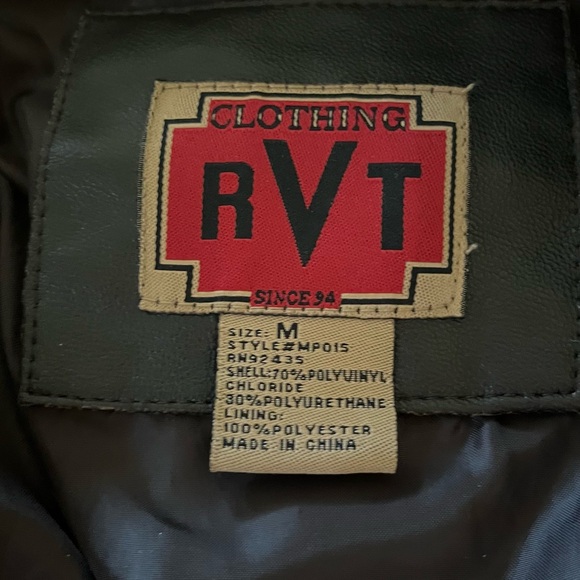 CLOTHING
RVT
SINCE 94
SIZE: M
STYLE#MP015
RN92435
SHELL:70%POLYVINYL
CHLORIDE
30%POLYURETHANE
LINING:
100%POLYESTER
MADE IN CHINA